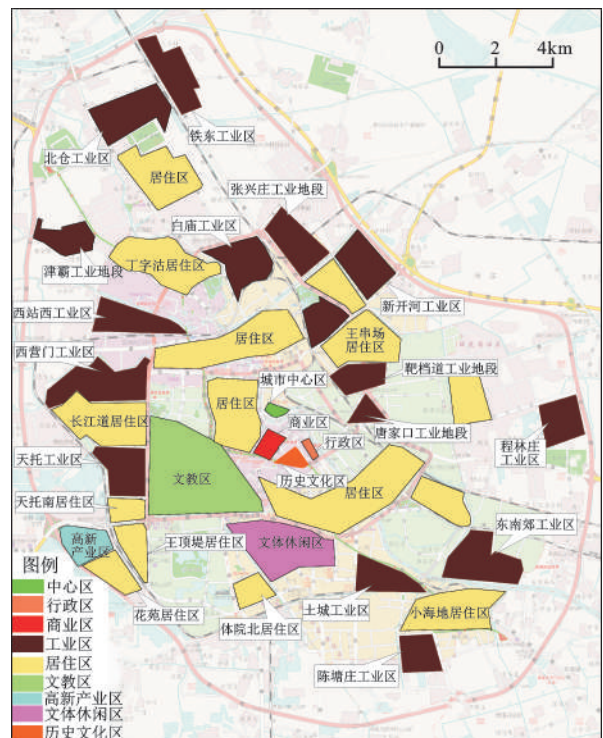 0 2 4km
铁东工业区
北仓工业区
居住区
张兴庄工业地段
白庙工业区
丁字沽居住区
津霸工业地段
新开河工业区
西站西工业区
居住区
王串场
居住区
西营门工业区
靶档道工业地段
城市中心区
居住区
长江道居住区
商业区
唐家口工业地段
行政区
程林庄
工业区
天托工业区
文教区
历史文化区
居住区
天托南居住区
东南郊工业区
高新
产业区
王顶堤居住区
文体休闲区
花苑居住区
体院北居住区
土城工业区
小海地居住区
陈塘庄工业区
图例
中心区
行政区
商业区
工业区
居住区
文教区
高新产业区
文体休闲区
历史文化区